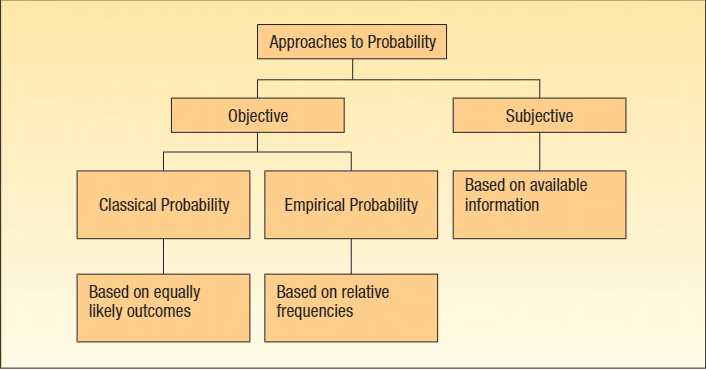 Approaches to Probability
Objective
Subjective
Classical Probability
Empirical Probability
Based on available
information
Based on equally
likely outcomes
Based on relative
frequencies